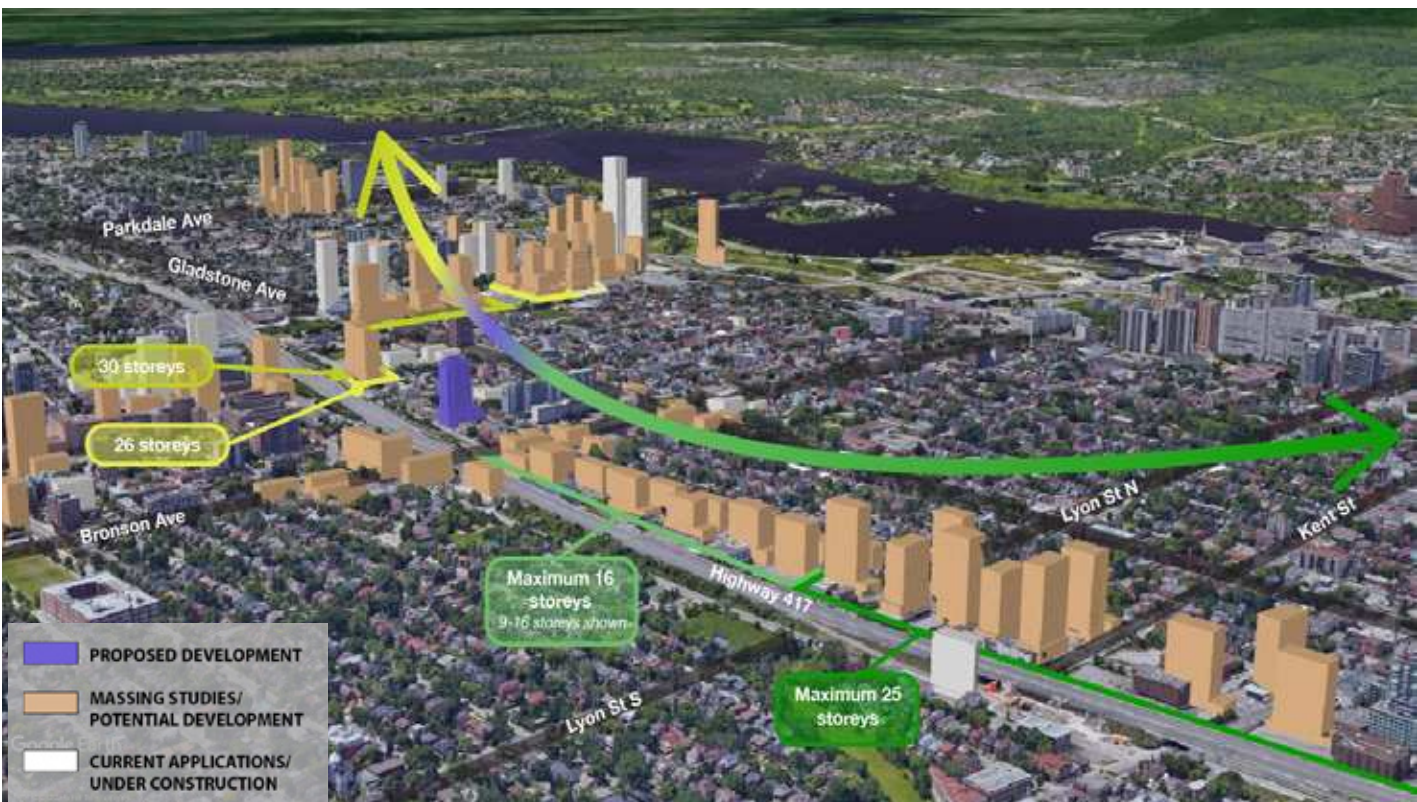 Parkdale Ave
Gladstone Ave
30 storeys
26 storeys
Bronson Ave
Lyon St N
Kent St
Maximum 16
storeys
9-16 storeys shown
Highway 417
Maximum 25
storeys
Lyon St S
PROPOSED DEVELOPMENT
MASSING STUDIES/
POTENTIAL DEVELOPMENT
CURRENT APPLICATIONS/
UNDER CONSTRUCTION
Google Earth